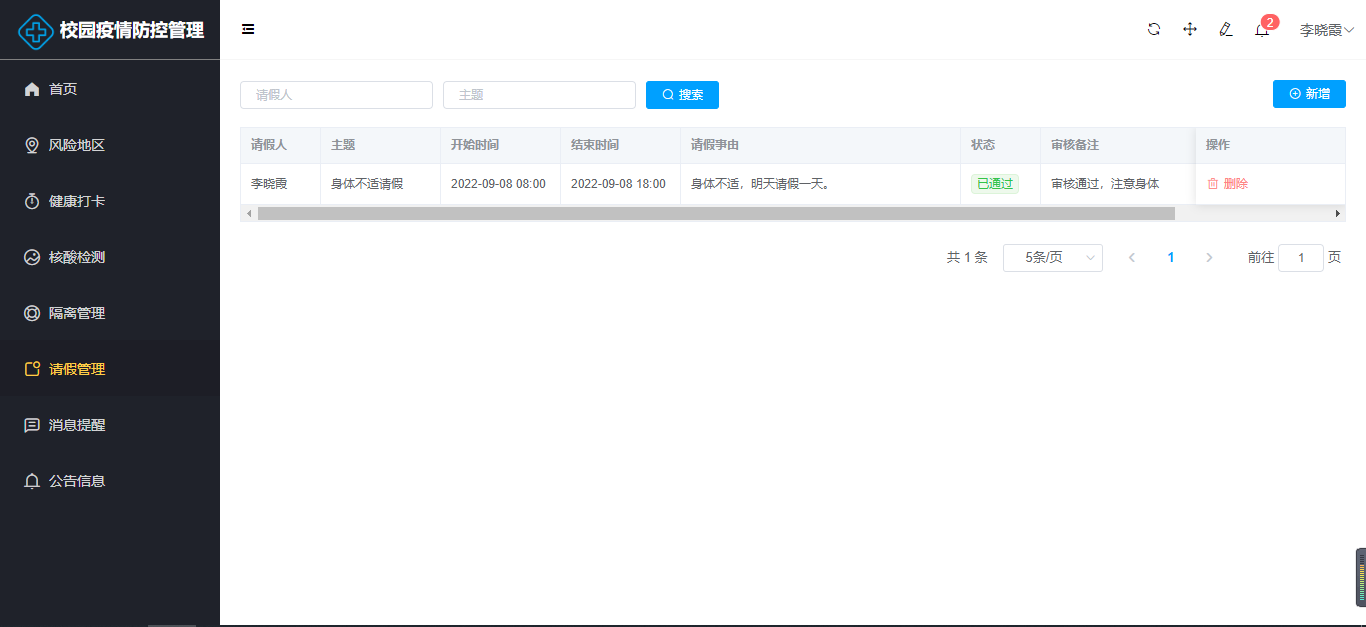 校园疫情防控管理
2
李晓霞
首页
风险地区
健康打卡
核酸检测
隔离管理
请假管理
消息提醒
公告信息
请假人 主题 搜索 新增
请假人 主题 开始时间 结束时间 请假事由 状态 审核备注 操作
李晓霞 身体不适请假 2022-09-08 08:00 2022-09-08 18:00 身体不适，明天请假一天。 已通过 审核通过，注意身体 删除
共 1 条 5条/页 1 前往 1 页